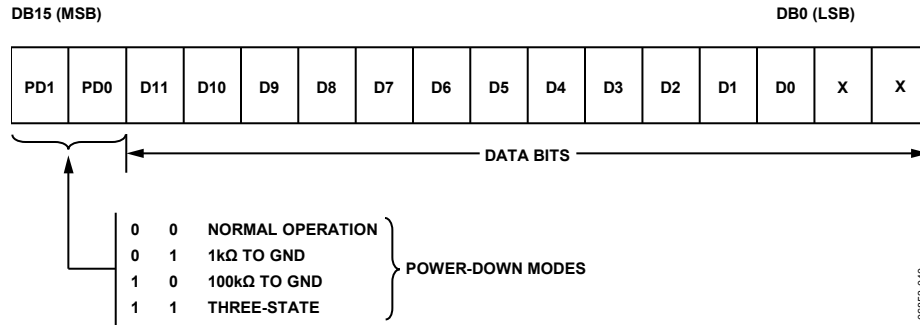 DB15 (MSB) DB0 (LSB)
PD1 PD0 D11 D10 D9 D8 D7 D6 D5 D4 D3 D2 D1 D0 X X
DATA BITS
0 0 NORMAL OPERATION
0 1 1kΩ TO GND
1 0 100kΩ TO GND
1 1 THREE-STATE
POWER-DOWN MODES